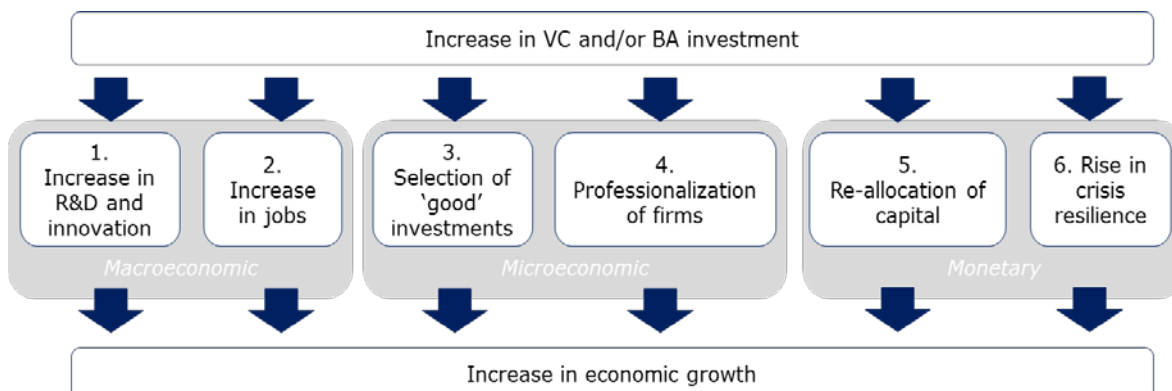 Increase in VC and/or BA investment
1.
Increase in
R&D and
innovation
2.
Increase
in jobs
Macroeconomic
3.
Selection of
‘good’
investments
4.
Professionalization
of firms
Microeconomic
5.
Re-allocation of
capital
6. Rise in
crisis
resilience
Monetary
Increase in economic growth